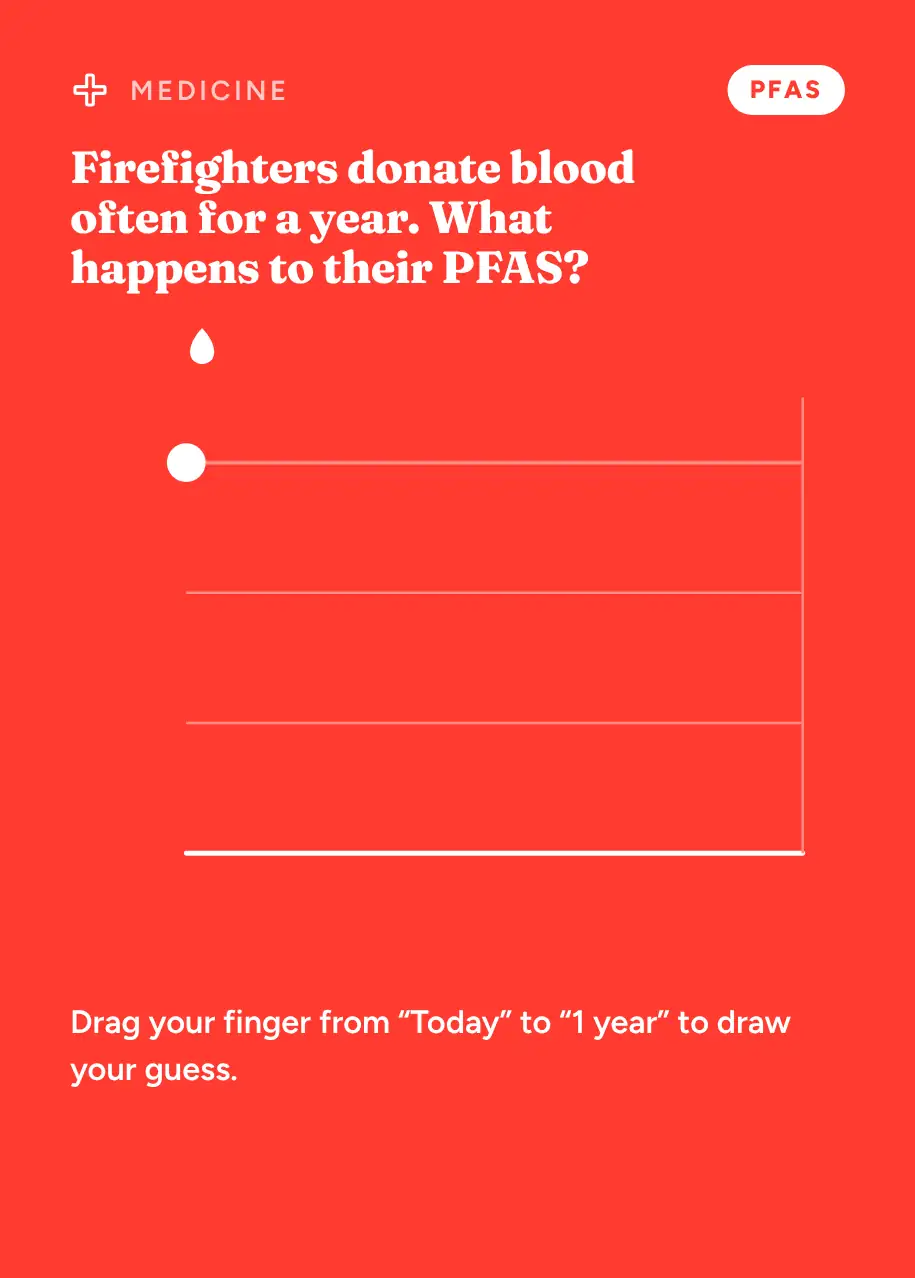 MEDICINE
PFAS
Firefighters donate blood
often for a year. What
happens to their PFAS?
Drag your finger from “Today” to “1 year” to draw
your guess.